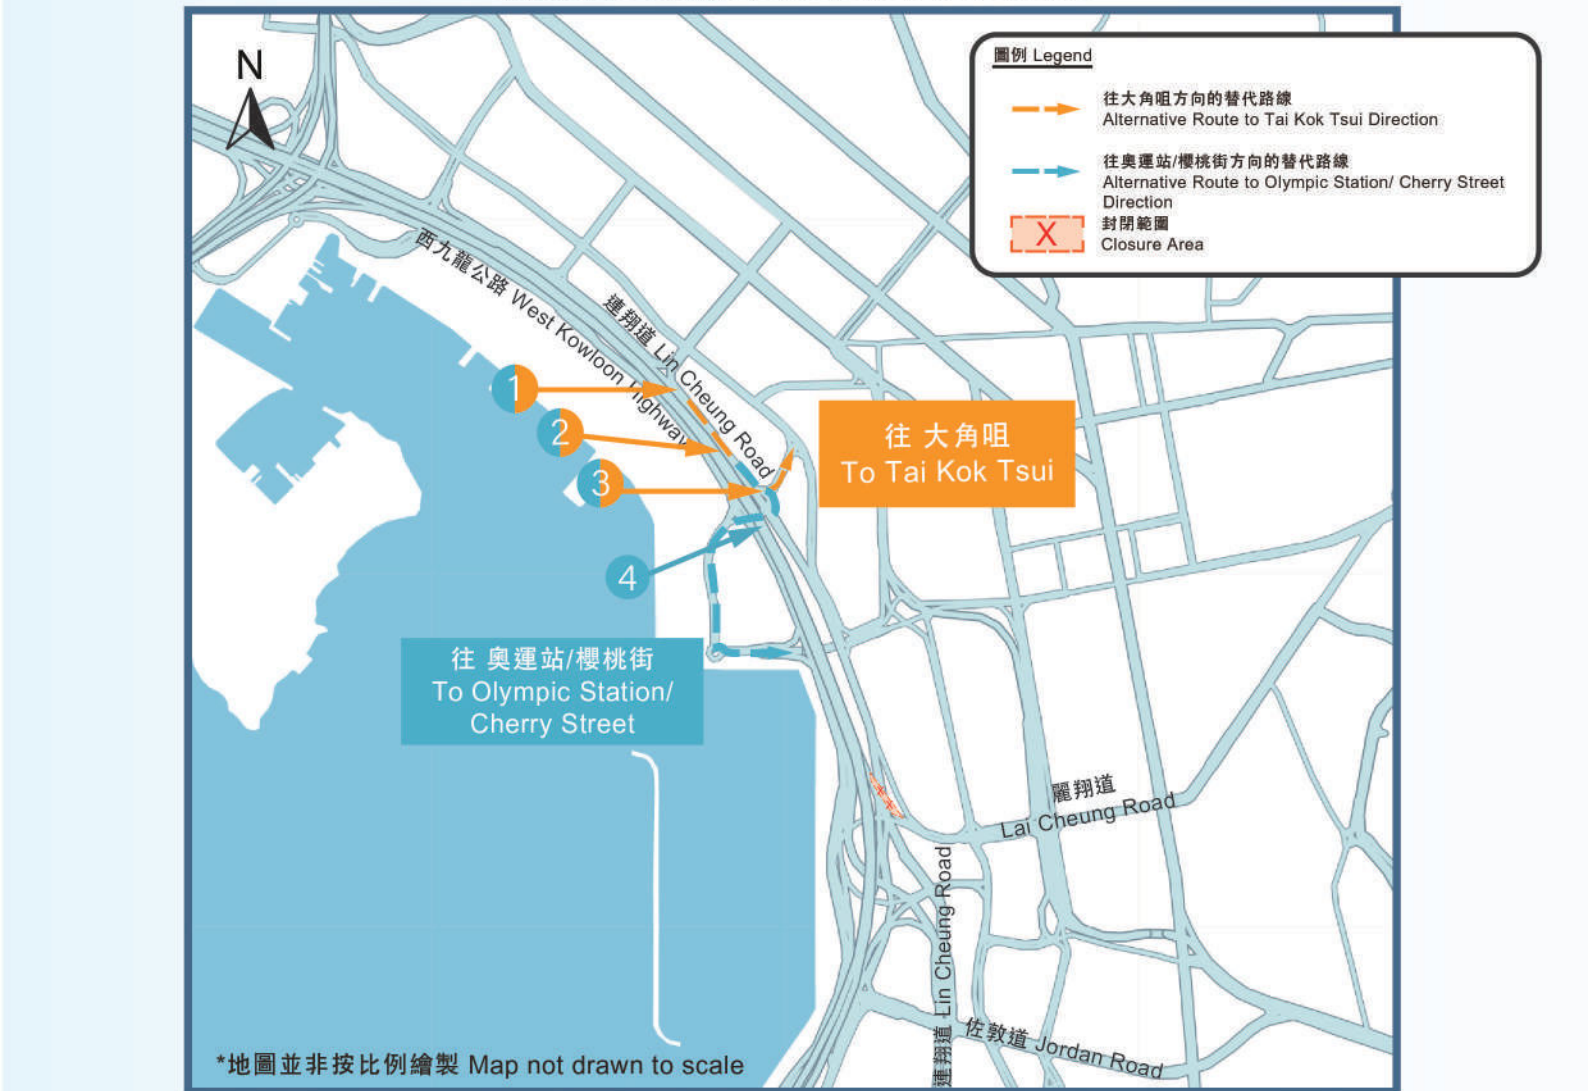 N
圖例 Legend
往大角咀方向的替代路線
Alternative Route to Tai Kok Tsui Direction
往奧運站/櫻桃街方向的替代路線
Alternative Route to Olympic Station/ Cherry Street
Direction
X
封閉範圍
Closure Area
西九龍公路 West Kowloon Highway
連翔道 Lin Cheung Road
1
2
3
4
往 大角咀
To Tai Kok Tsui
往 奧運站/櫻桃街
To Olympic Station/
Cherry Street
麗翔道
Lai Cheung Road
連翔道 Lin Cheung Road
佐敦道 Jordan Road
*地圖並非按比例繪製 Map not drawn to scale